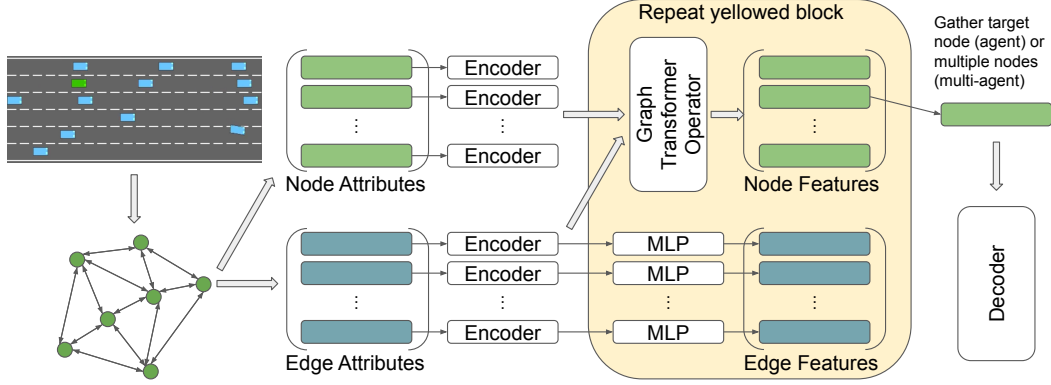 Repeat yellowed block
Gather target
node (agent) or
multiple nodes
(multi-agent)
Encoder
Encoder
Encoder
Node Attributes
Graph
Transformer
Operator
Node Features
Encoder
Encoder
Encoder
Edge Attributes
MLP
MLP
MLP
Edge Features
Decoder